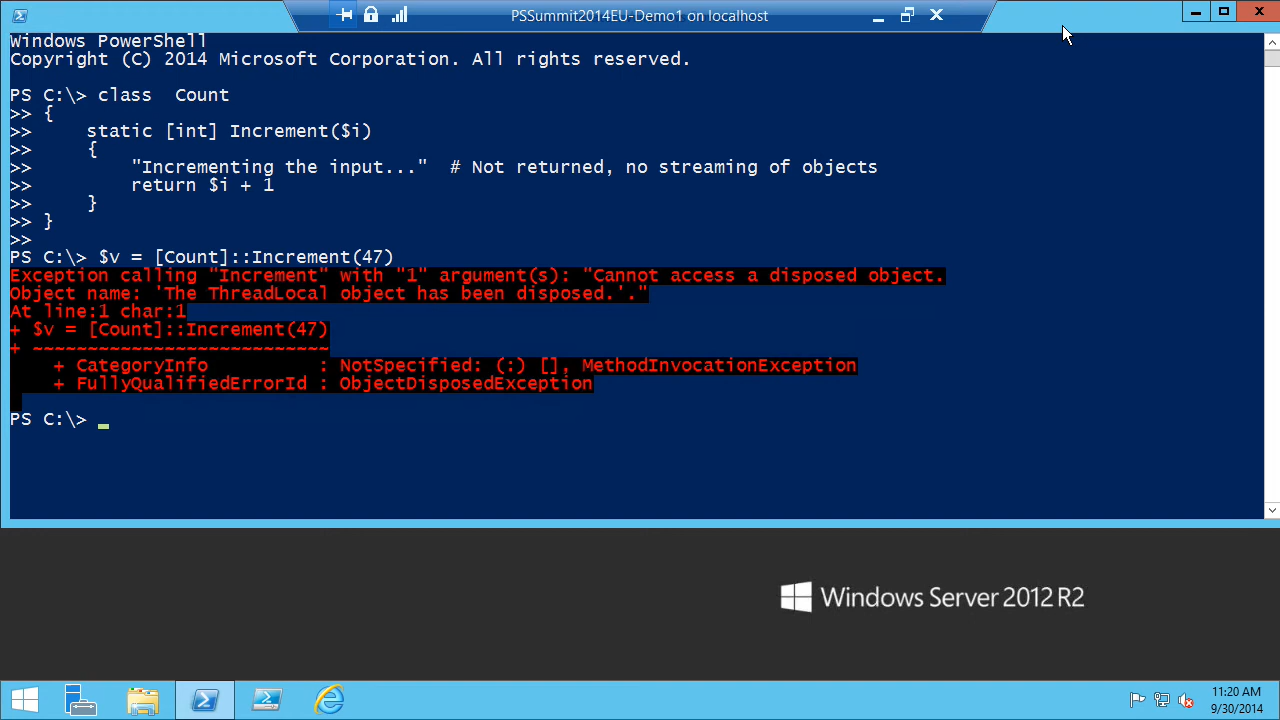 PSSummit2014EU-Demo1 on localhost
Windows PowerShell
Copyright (C) 2014 Microsoft Corporation. All rights reserved.
PS C:\> class  Count
>> {
>>     static [int] Increment($i)
>>     {
>>         "Incrementing the input..."  # Not returned, no streaming of objects
>>         return $i + 1
>>     }
>> }
>>
PS C:\> $v = [Count]::Increment(47)
Exception calling "Increment" with "1" argument(s): "Cannot access a disposed object.
Object name: 'The ThreadLocal object has been disposed.'."
At line:1 char:1
+ $v = [Count]::Increment(47)
+ ~~~~~~~~~~~~~~~~~~~~~~~~~~~
    + CategoryInfo          : NotSpecified: (:) [], MethodInvocationException
    + FullyQualifiedErrorId : ObjectDisposedException
PS C:\> _
Windows Server 2012 R2
11:20 AM
9/30/2014